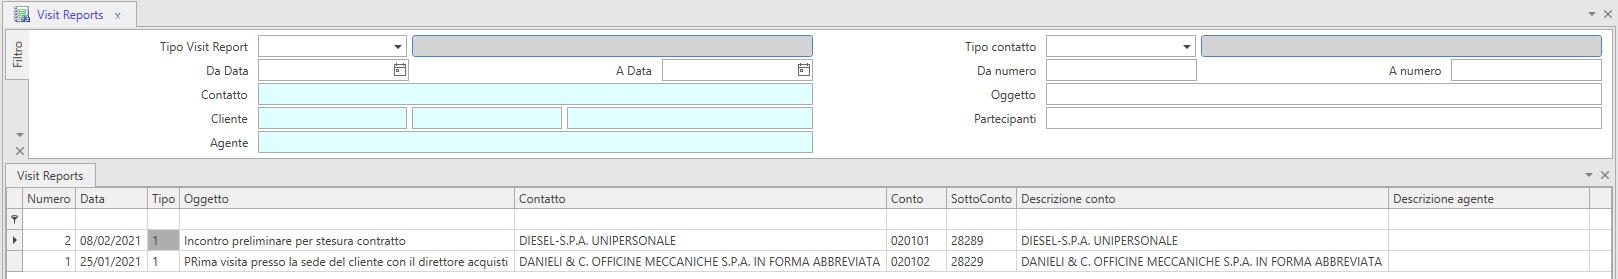 Visit Reports x
Filtro
Tipo Visit Report Tipo contatto
Da Data A Data Da numero A numero
Contatto Oggetto
Cliente Partecipanti
Agente
Visit Reports
Numero Data Tipo Oggetto Contatto Conto SottoConto Descrizione conto Descrizione agente
2 08/02/2021 1 Incontro preliminare per stesura contratto DIESEL-S.P.A. UNIPERSONALE 020101 28289 DIESEL-S.P.A. UNIPERSONALE
1 25/01/2021 1 PRima visita presso la sede del cliente con il direttore acquisti DANIELI & C. OFFICINE MECCANICHE S.P.A. IN FORMA ABBREVIATA 020102 28229 DANIELI & C. OFFICINE MECCANICHE S.P.A. IN FORMA ABBREVIATA